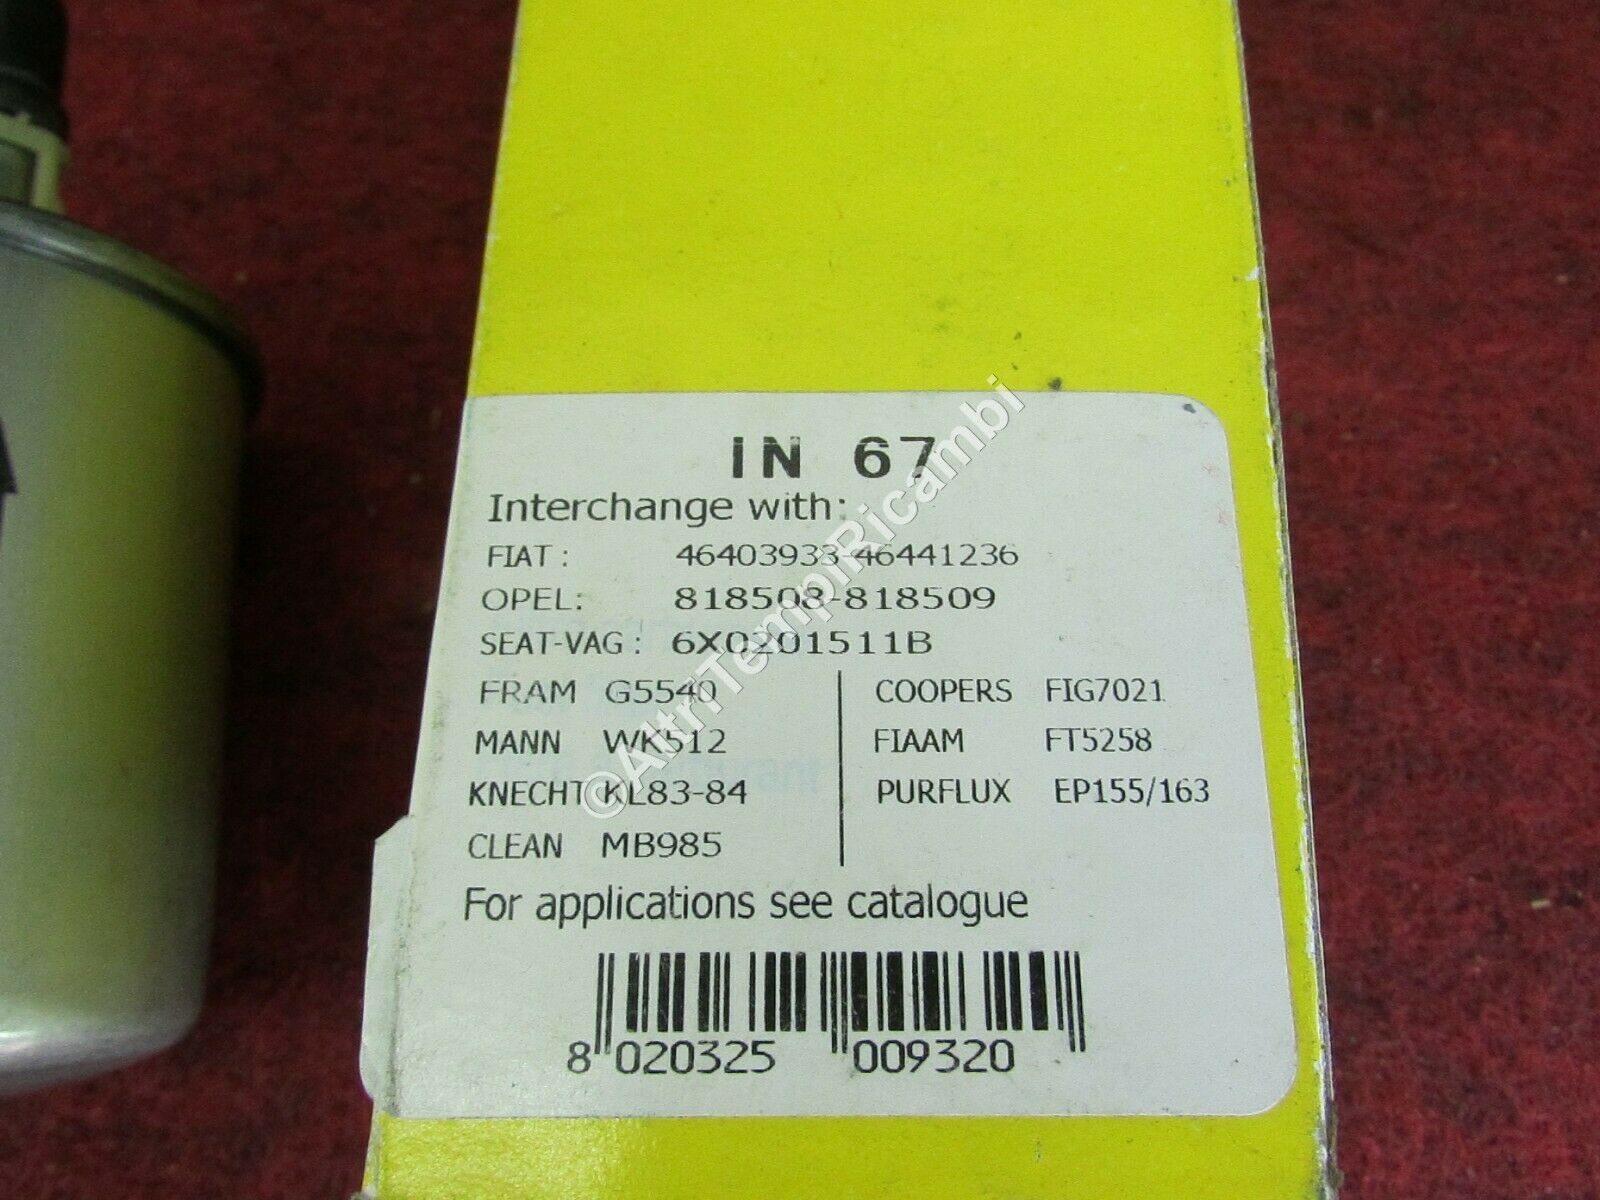 IN 67
Interchange with:
FIAT : 46403933-46441236
OPEL: 818508-818509
SEAT-VAG : 6X0201511B
FRAM G5540 COOPERS FIG7021
MANN WK512 FIAAM FT5258
KNECHT KL83-84 PURFLUX EP155/163
CLEAN MB985
For applications see catalogue
8 020325 009320
©AltriTempiRicambi